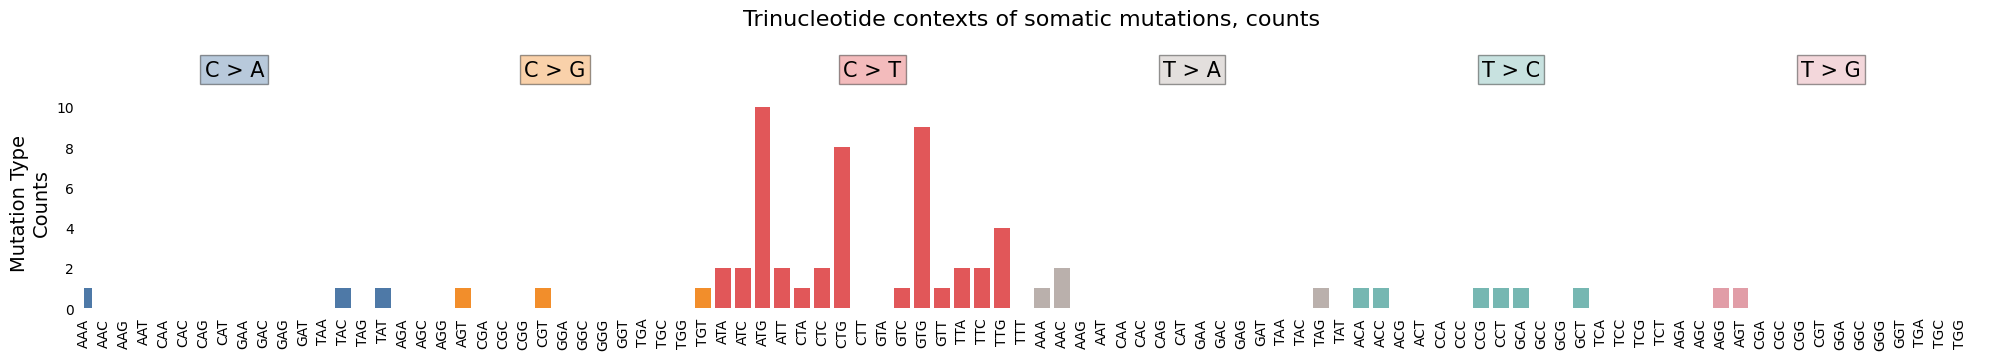 Trinucleotide contexts of somatic mutations, counts
C > A
C > G
C > T
T > A
T > C
T > G
Mutation Type
Counts
10
8
6
4
2
0
AAA AAC AAG AAT CAA CAC CAG CAT GAA GAC GAG GAT TAA TAC TAG TAT AGA AGC AGG AGT CGA CGC CGG CGT GGA GGC GGG GGT TGA TGC TGG TGT ATA ATC ATG ATT CTA CTC CTG CTT GTA GTC GTG GTT TTA TTC TTG TTT AAA AAC AAG AAT CAA CAC CAG CAT GAA GAC GAG GAT TAA TAC TAG TAT ACA ACC ACG ACT CCA CCC CCG CCT GCA GCC GCG GCT TCA TCC TCG TCT AGA AGC AGG AGT CGA CGC CGG CGT GGA GGC GGG GGT TGA TGC TGG